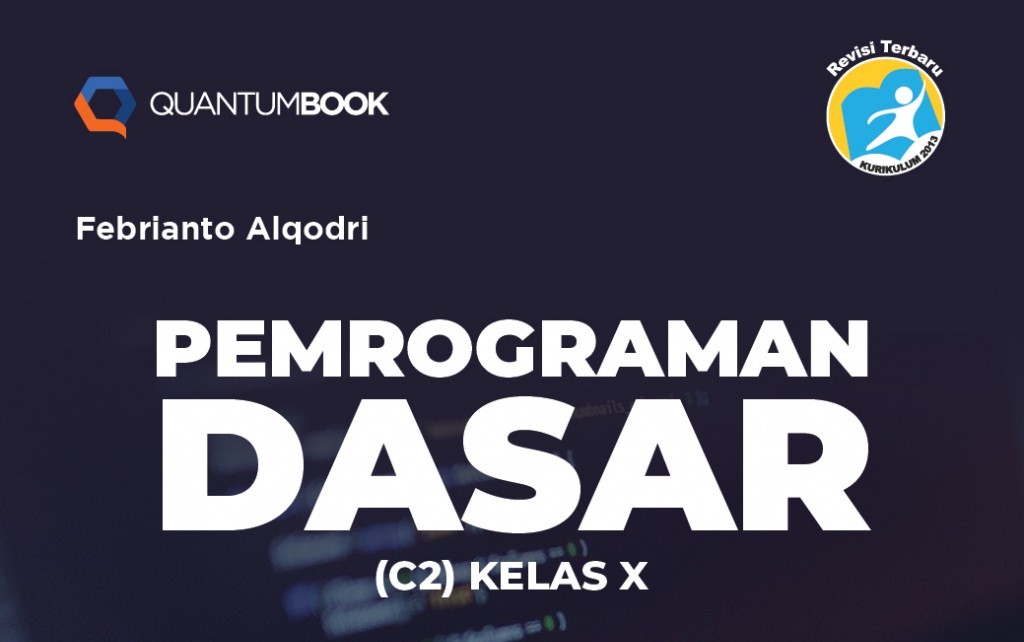 QUANTUMBOOK
Revisi Terbaru
KURIKULUM 2013
Febrianto Alqodri
PEMROGRAMAN
DASAR
(C2) KELAS X